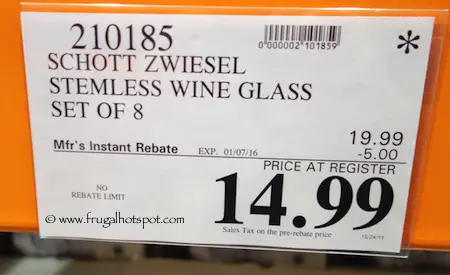 210185
0000002101859
*
SCHOTT ZWIESEL
STEMLESS WINE GLASS
SET OF 8
19.99
Mfr's Instant Rebate EXP. 01/07/16 -5.00
PRICE AT REGISTER
NO
REBATE LIMIT
14.99
© www.frugalhotspot.com
Sales Tax on the pre-rebate price